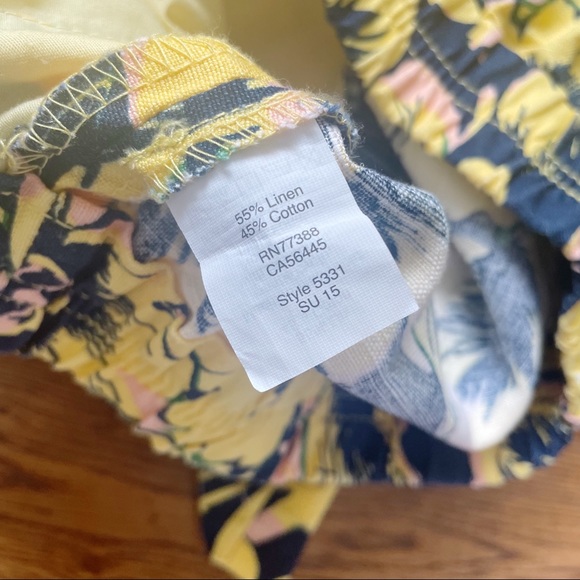 55% Linen
45% Cotton
RN77388
CA56445
Style 5331
SU 15